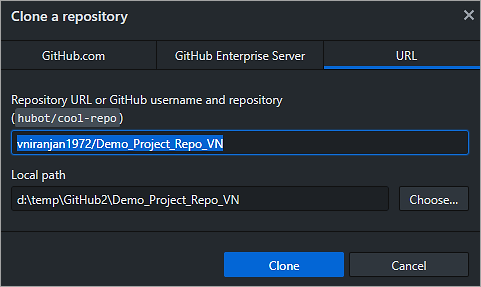 Clone a repository
GitHub.com
GitHub Enterprise Server
URL
Repository URL or GitHub username and repository
(hubot/cool-repo)
vniranjan1972/Demo_Project_Repo_VN
Local path
d:\temp\GitHub2\Demo_Project_Repo_VN
Choose...
Clone
Cancel